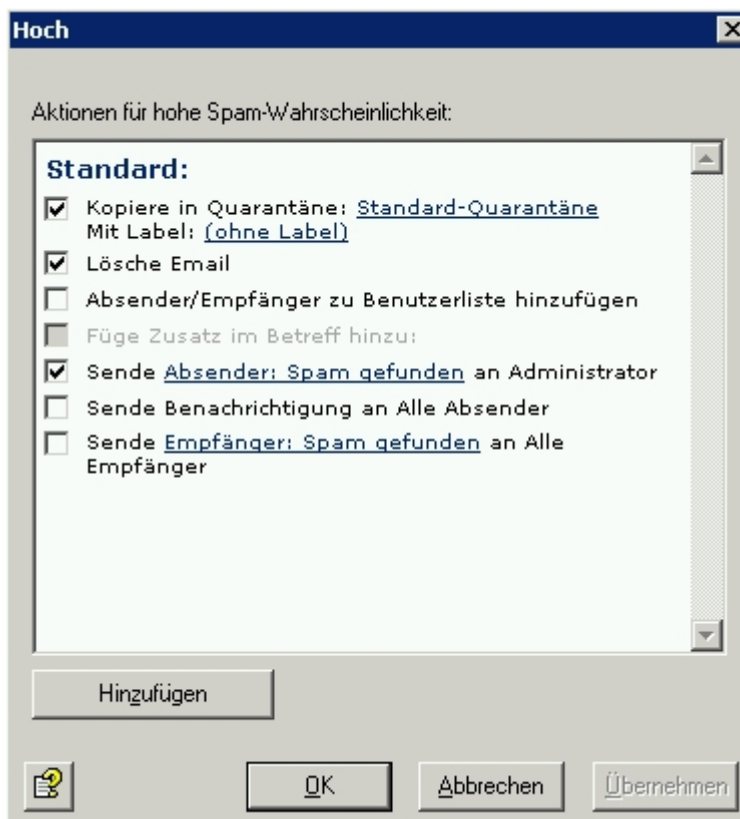 Hoch
Aktionen für hohe Spam-Wahrscheinlichkeit:
Standard:
Kopiere in Quarantäne: Standard-Quarantäne
Mit Label: (ohne Label)
Lösche Email
Absender/Empfänger zu Benutzerliste hinzufügen
Füge Zusatz im Betreff hinzu:
Sende Absender: Spam gefunden an Administrator
Sende Benachrichtigung an Alle Absender
Sende Empfänger: Spam gefunden an Alle
Empfänger
Hinzufügen
OK Abbrechen Übernehmen